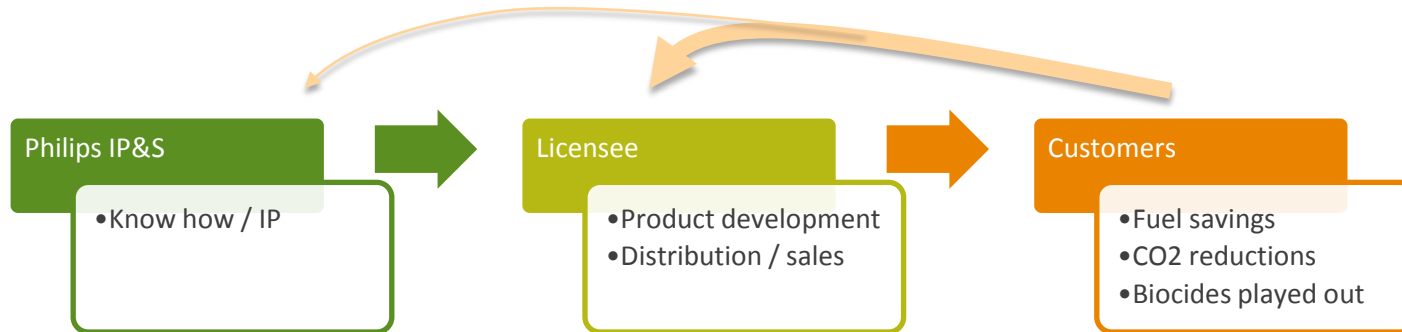 Philips IP&S
•Know how / IP
Licensee
•Product development
•Distribution / sales
Customers
•Fuel savings
•CO2 reductions
•Biocides played out